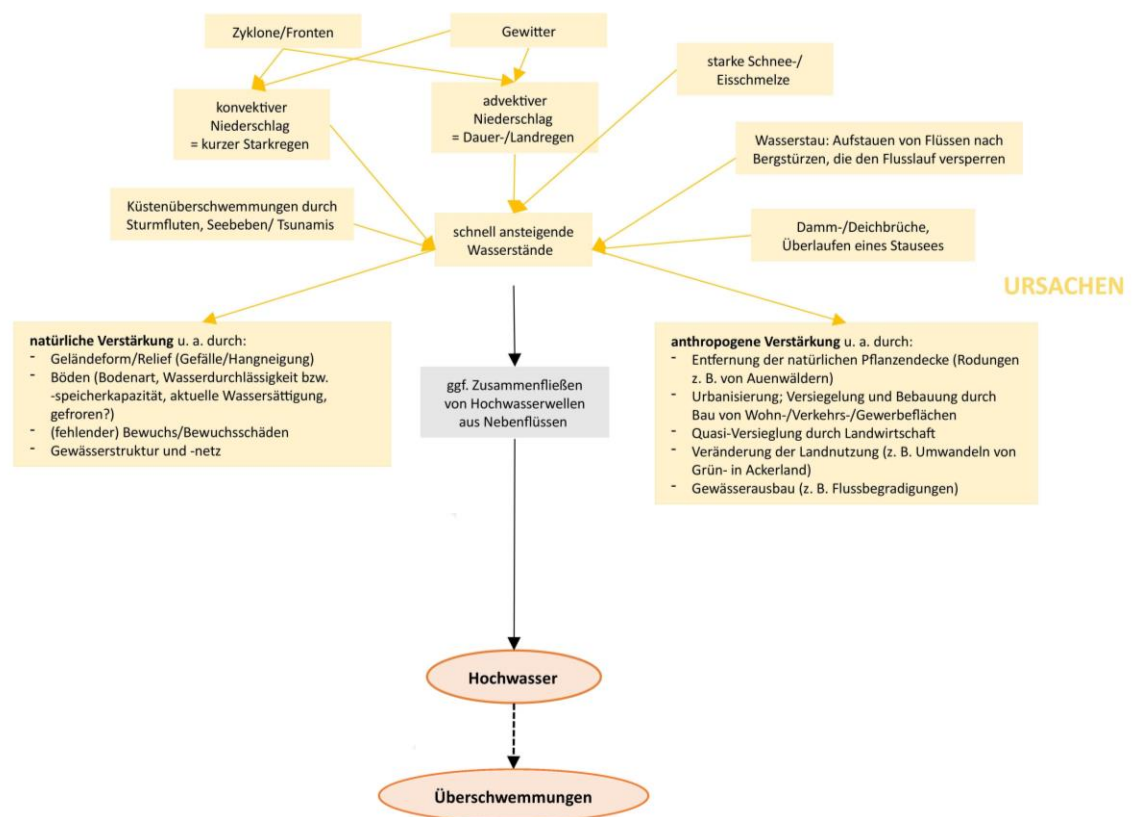 Zyklone/Fronten
Gewitter
starke Schnee-/
Eisschmelze
konvektiver
Niederschlag
= kurzer Starkregen
advektiver
Niederschlag
= Dauer-/Landregen
Wasserstau: Aufstauen von Flüssen nach
Bergstürzen, die den Flusslauf versperren
Küstenüberschwemmungen durch
Sturmfluten, Seebeben/ Tsunamis
schnell ansteigende
Wasserstände
Damm-/Deichbrüche,
Überlaufen eines Stausees
URSACHEN
natürliche Verstärkung u. a. durch:
- Geländeform/Relief (Gefälle/Hangneigung)
- Böden (Bodenart, Wasserdurchlässigkeit bzw.
-speicherkapazität, aktuelle Wassersättigung,
gefroren?)
- (fehlender) Bewuchs/Bewuchsschäden
- Gewässerstruktur und -netz
ggf. Zusammenfließen
von Hochwasserwellen
aus Nebenflüssen
anthropogene Verstärkung u. a. durch:
- Entfernung der natürlichen Pflanzendecke (Rodungen
z. B. von Auenwäldern)
- Urbanisierung; Versiegelung und Bebauung durch
Bau von Wohn-/Verkehrs-/Gewerbeflächen
- Quasi-Versieglung durch Landwirtschaft
- Veränderung der Landnutzung (z. B. Umwandeln von
Grün- in Ackerland)
- Gewässerausbau (z. B. Flussbegradigungen)
Hochwasser
Überschwemmungen